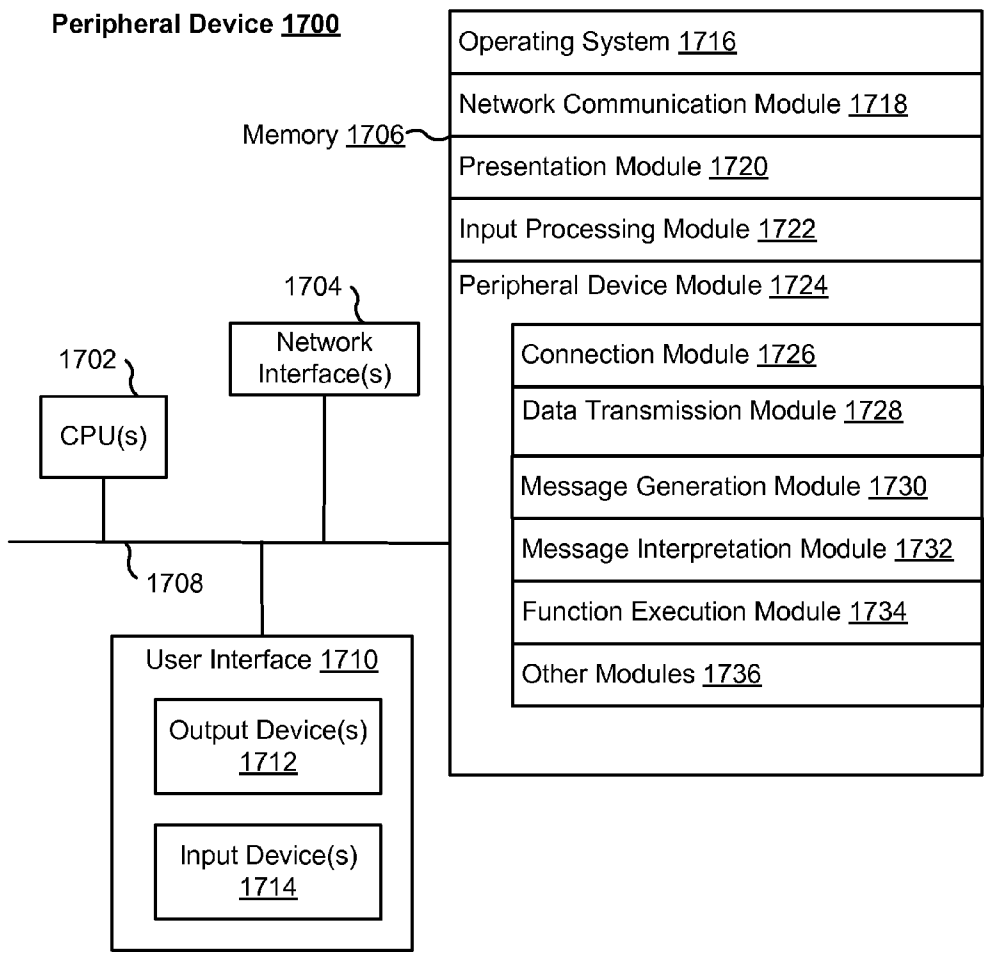 Peripheral Device 1700
Operating System 1716
Network Communication Module 1718
Memory 1706
Presentation Module 1720
Input Processing Module 1722
Peripheral Device Module 1724
1704
Network
Interface(s)
Connection Module 1726
1702
CPU(s)
Data Transmission Module 1728
Message Generation Module 1730
Message Interpretation Module 1732
1708
Function Execution Module 1734
User Interface 1710
Other Modules 1736
Output Device(s)
1712
Input Device(s)
1714